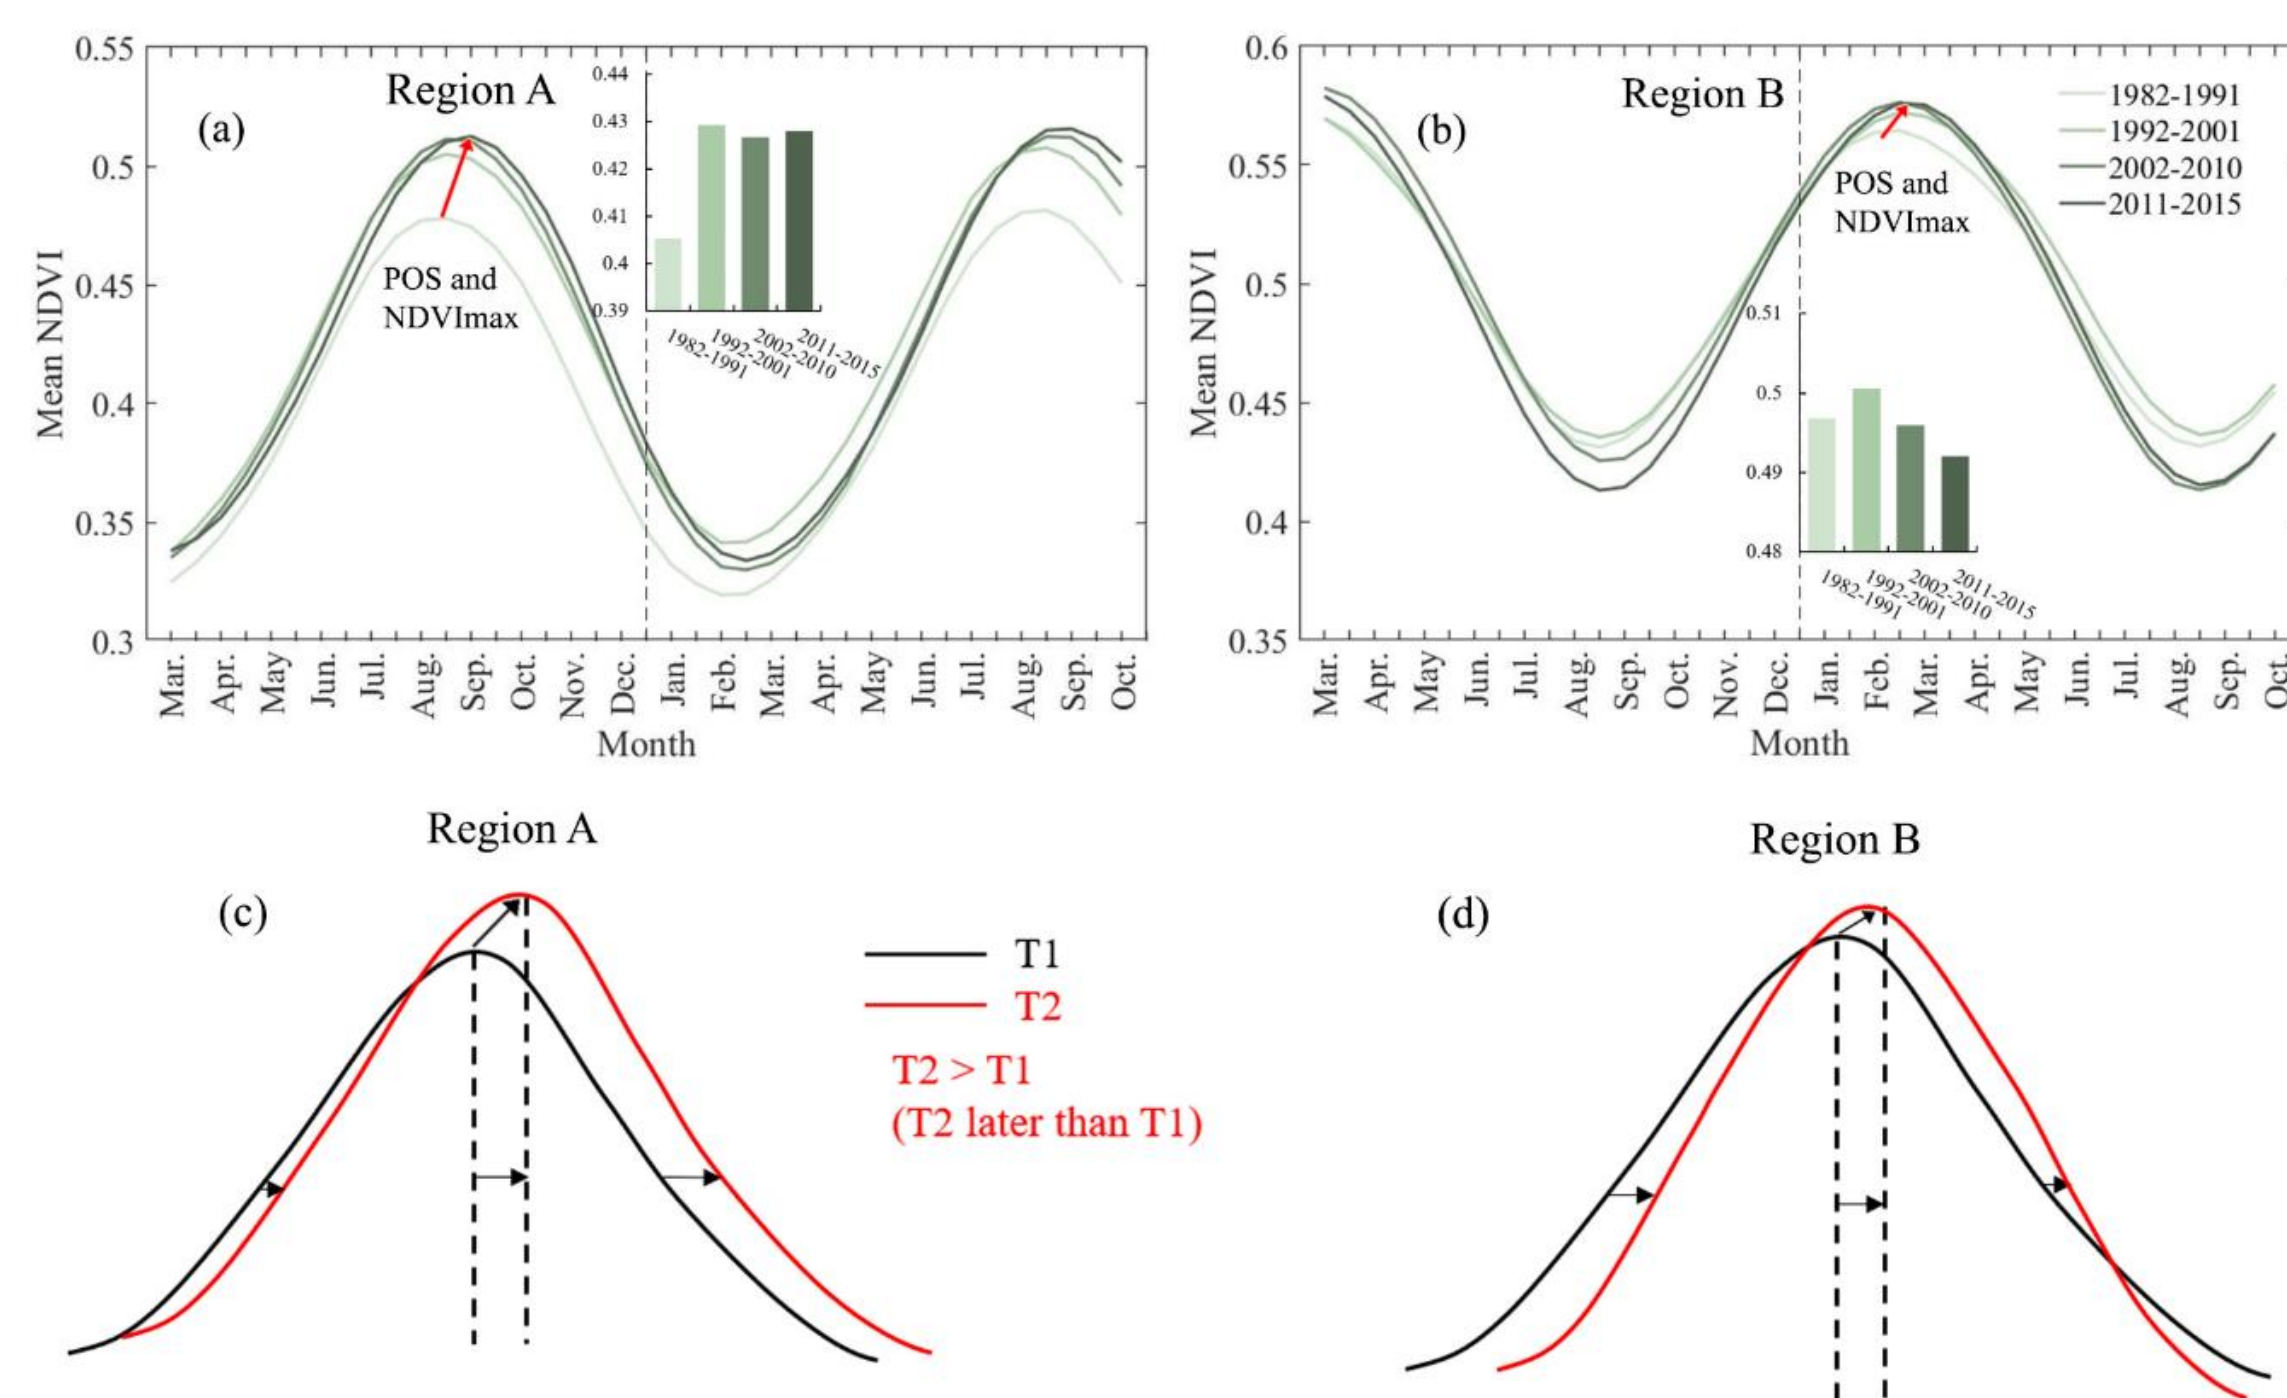 (a)
Region A
0.55
0.5
0.45
0.4
0.35
0.3
Mean NDVI
POS and
NDVImax
0.44
0.43
0.42
0.41
0.4
0.39
1982-1991
1992-2001
2002-2010
2011-2015
Mar.
Apr.
May
Jun.
Jul.
Aug.
Sep.
Oct.
Nov.
Dec.
Jan.
Feb.
Mar.
Apr.
May
Jun.
Jul.
Aug.
Sep.
Oct.
Month
(b)
Region B
1982-1991
1992-2001
2002-2010
2011-2015
0.6
0.55
0.5
0.45
0.4
0.35
Mean NDVI
POS and
NDVImax
0.51
0.5
0.49
0.48
1982-1991
1992-2001
2002-2010
2011-2015
Mar.
Apr.
May
Jun.
Jul.
Aug.
Sep.
Oct.
Nov.
Dec.
Jan.
Feb.
Mar.
Apr.
May
Jun.
Jul.
Aug.
Sep.
Oct.
Month
Region A
(c)
T1
T2
T2 > T1
(T2 later than T1)
Region B
(d)